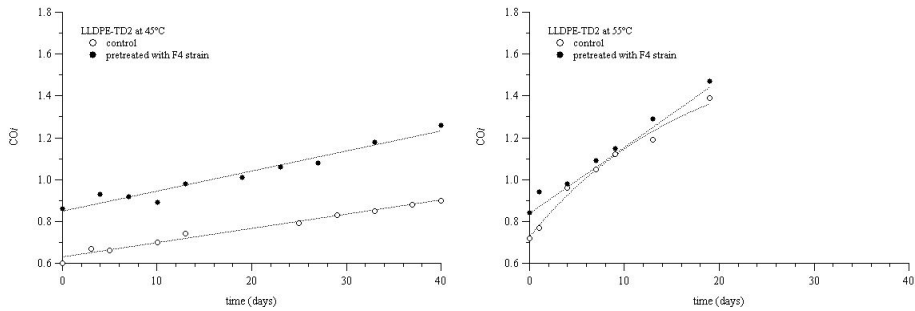 LLDPE-TD2 at 45°C
control
pretreated with F4 strain
COi
1.8
1.6
1.4
1.2
1.0
0.8
0.6
0
10
20
30
40
time (days)
LLDPE-TD2 at 55°C
control
pretreated with F4 strain
COi
1.8
1.6
1.4
1.2
1.0
0.8
0.6
0
10
20
30
40
time (days)